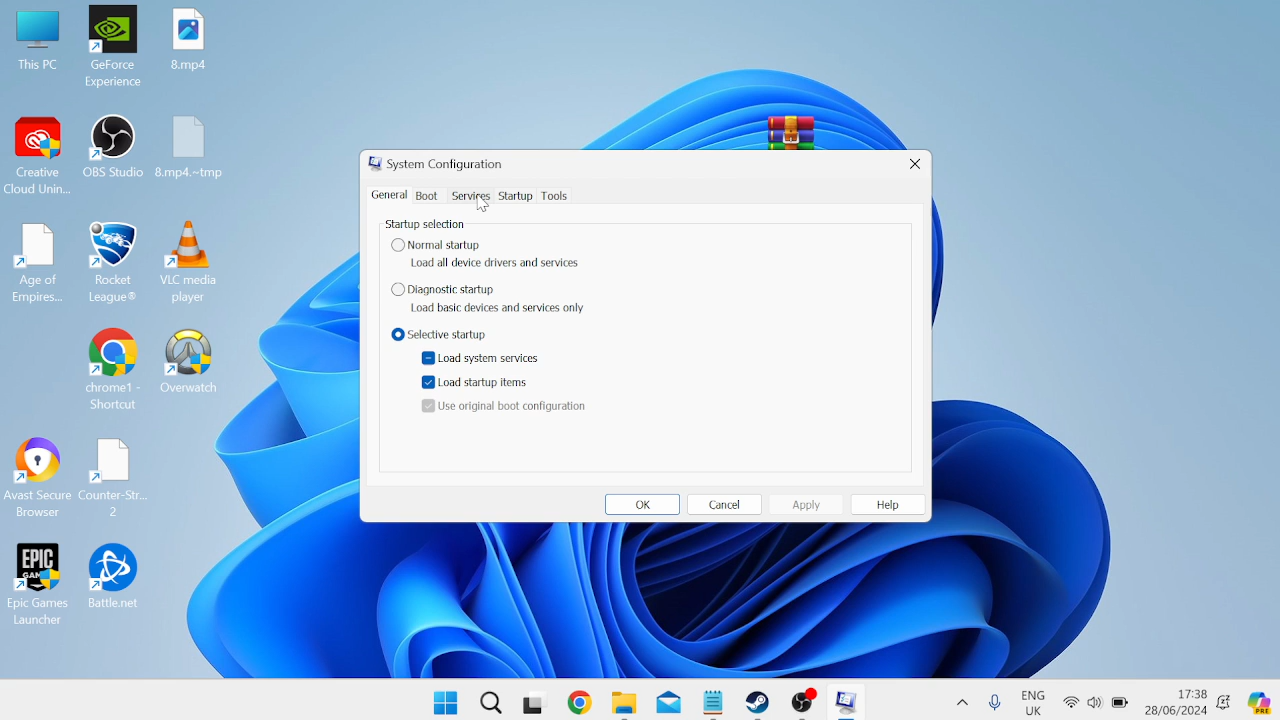 This PC
GeForce
Experience
8.mp4
Creative
Cloud Unin...
OBS Studio
8.mp4.~tmp
Age of
Empires...
Rocket
League®
VLC media
player
chrome1 -
Shortcut
Overwatch
Avast Secure
Browser
Counter-Str...
2
EPIC
GAMES
Epic Games
Launcher
Battle.net
System Configuration
General
Boot
Services
Startup
Tools
Startup selection
Normal startup
Load all device drivers and services
Diagnostic startup
Load basic devices and services only
Selective startup
Load system services
Load startup items
Use original boot configuration
OK
Cancel
Apply
Help
ENG
UK
17:38
28/06/2024
PRE